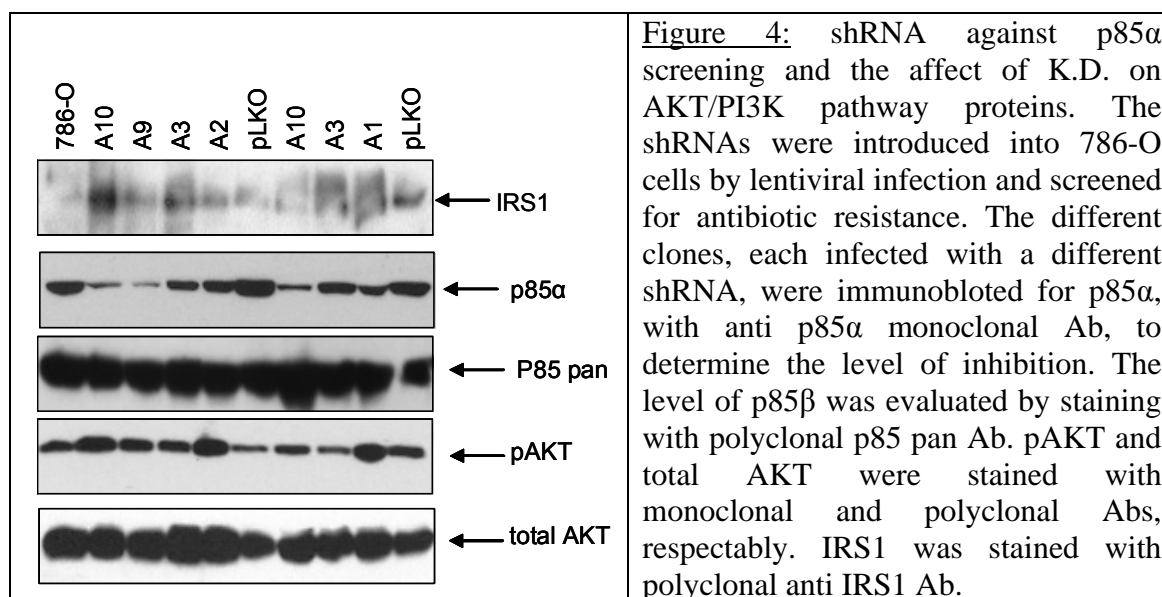 786-O A10 A9 A3 A2 pLKO A10 A3 A1 pLKO
IRS1
p85α
P85 pan
pAKT
total AKT
Figure 4: shRNA against p85α
screening and the affect of K.D. on
AKT/PI3K pathway proteins. The
shRNAs were introduced into 786-O
cells by lentiviral infection and screened
for antibiotic resistance. The different
clones, each infected with a different
shRNA, were immunobloted for p85α,
with anti p85α monoclonal Ab, to
determine the level of inhibition. The
level of p85β was evaluated by staining
with polyclonal p85 pan Ab. pAKT and
total AKT were stained with
monoclonal and polyclonal Abs,
respectably. IRS1 was stained with
polyclonal anti IRS1 Ab.